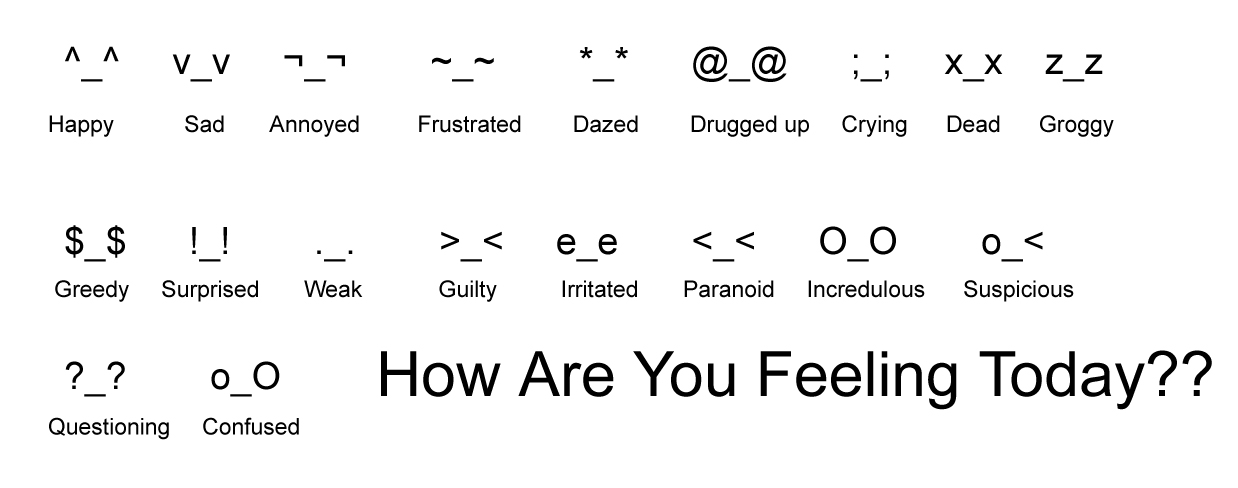 ^_^ v_v ¬_¬ ~_~ *_* @_@ ;_; x_x z_z
Happy Sad Annoyed Frustrated Dazed Drugged up Crying Dead Groggy
$_$ !_! ._. >_< e_e <_< O_O o_<
Greedy Surprised Weak Guilty Irritated Paranoid Incredulous Suspicious
?_? o_O
Questioning Confused
How Are You Feeling Today??